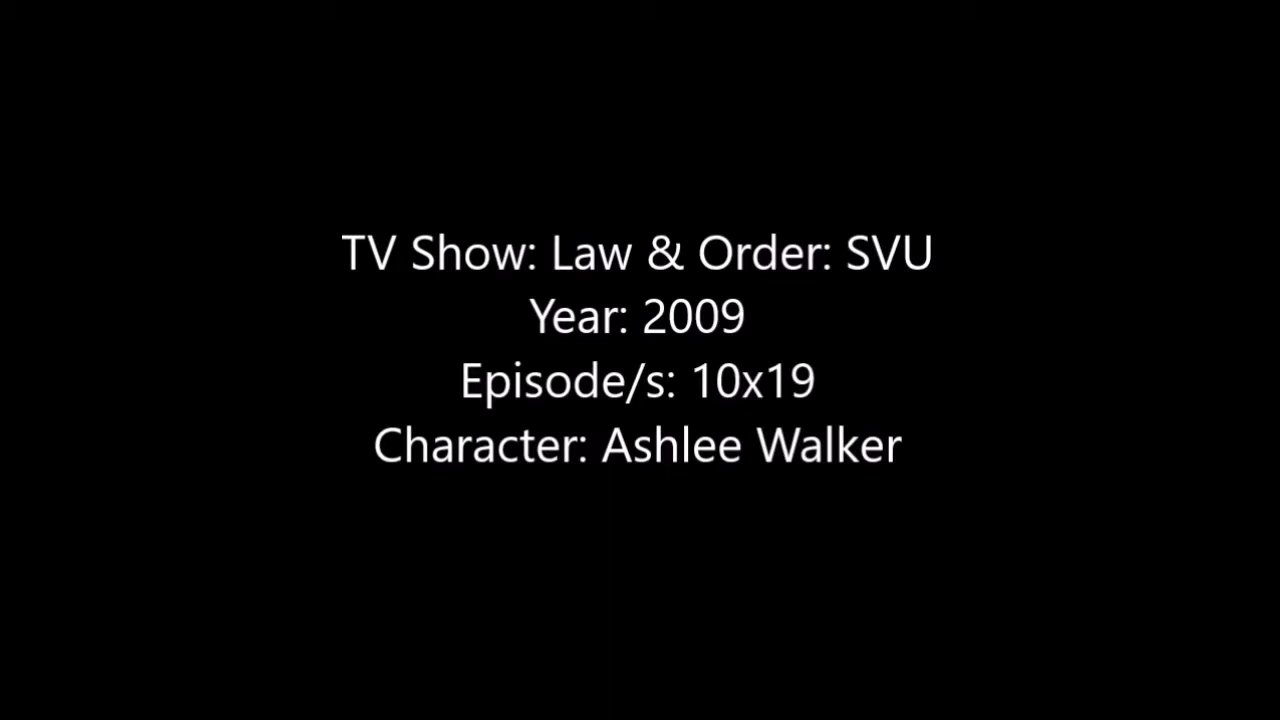 TV Show: Law & Order: SVU
Year: 2009
Episode/s: 10x19
Character: Ashlee Walker